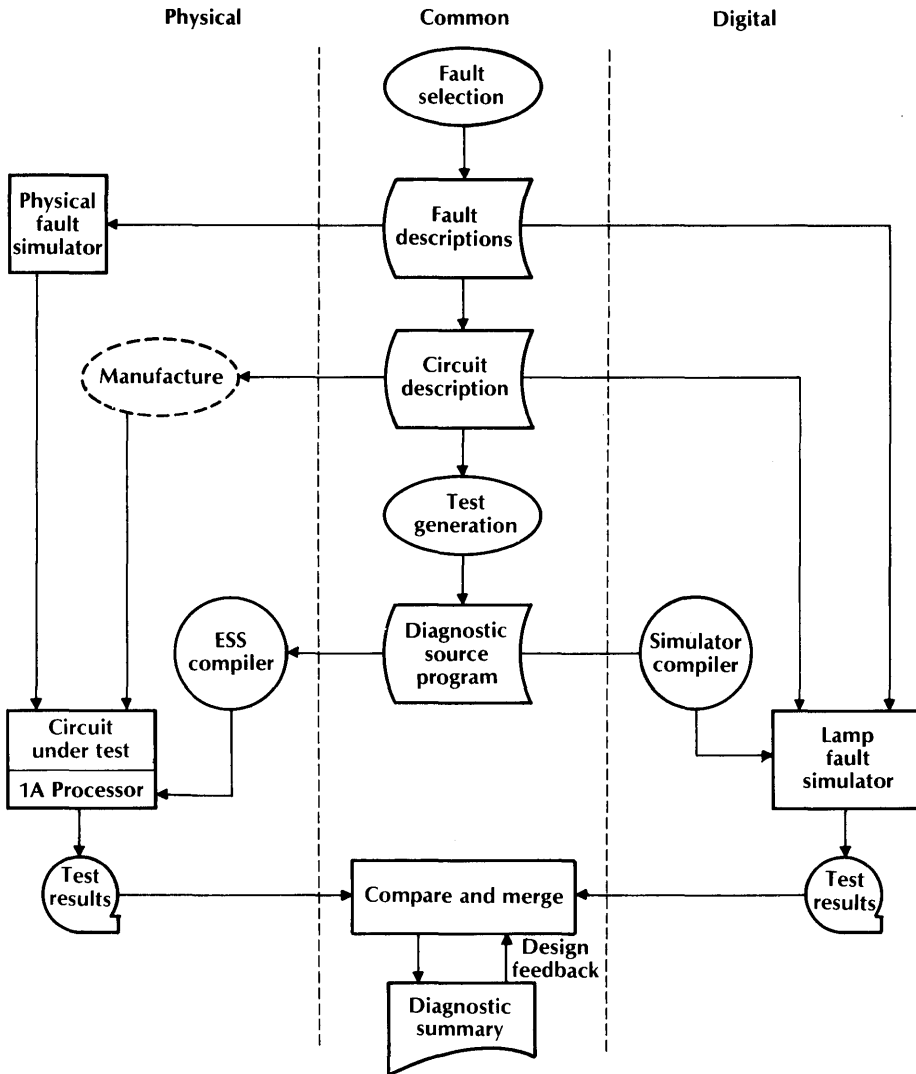 Physical
Common
Digital
Fault
selection
Physical
fault
simulator
Fault
descriptions
Manufacture
Circuit
description
Test
generation
ESS
compiler
Diagnostic
source
program
Simulator
compiler
Circuit
under test
1A Processor
Lamp
fault
simulator
Test
results
Compare and merge
Test
results
Design
feedback
Diagnostic
summary